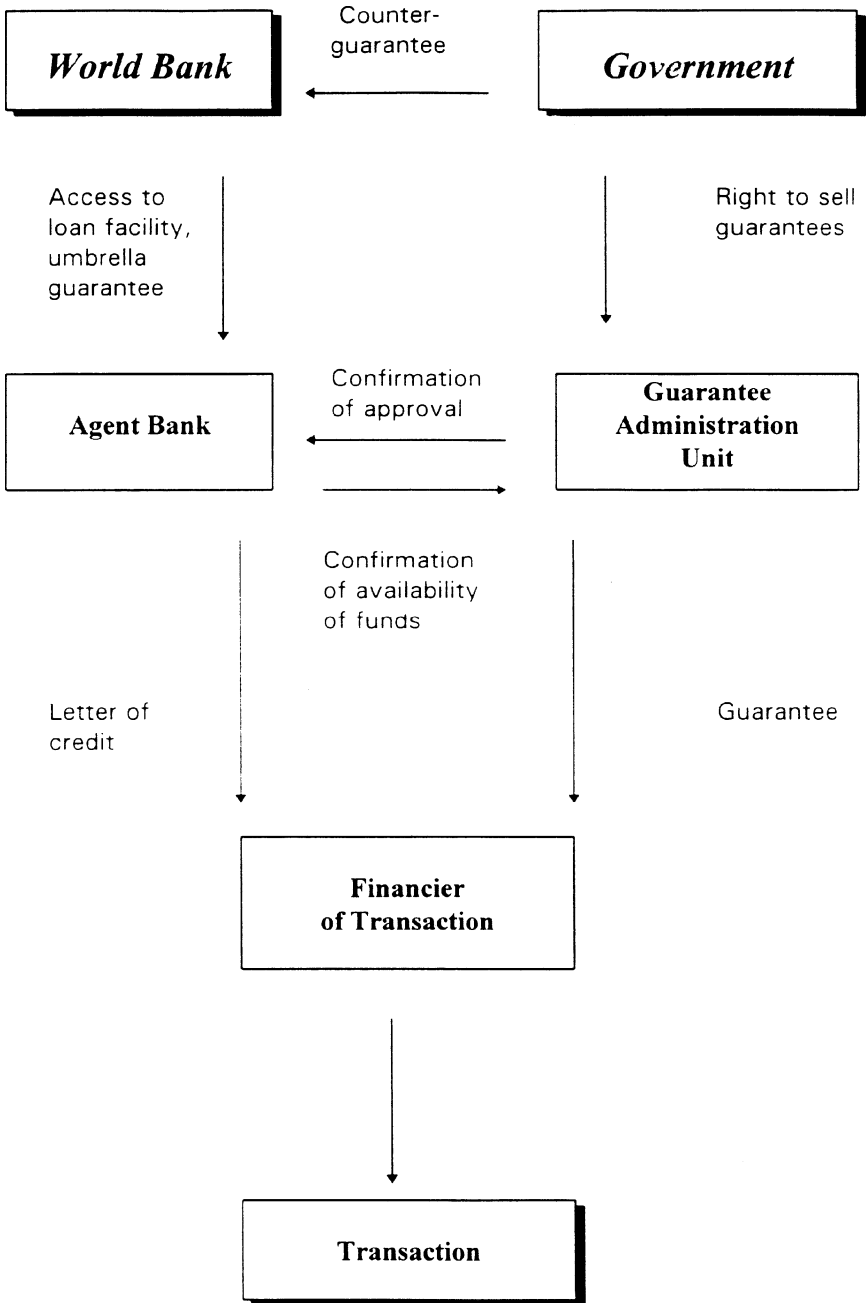 Counter-
guarantee
World Bank
Government
Access to
loan facility,
umbrella
guarantee
Right to sell
guarantees
Agent Bank
Confirmation
of approval
Guarantee
Administration
Unit
Confirmation
of availability
of funds
Letter of
credit
Guarantee
Financier
of Transaction
Transaction